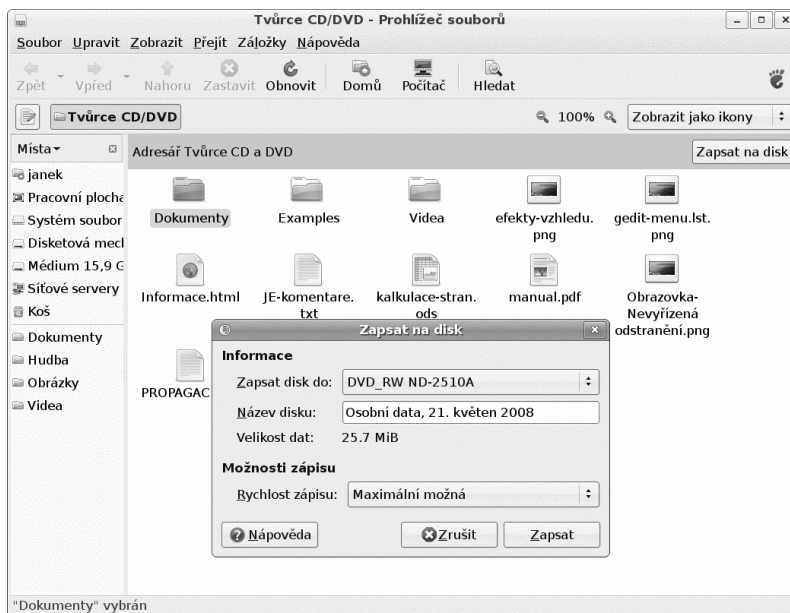 Tvůrce CD/DVD - Prohlížeč souborů
Soubor Upravit Zobrazit Přejít Záložky Nápověda
Zpět Vpřed Nahoru Zastavit Obnovit Domů Počítač Hledat
Tvůrce CD/DVD 100% Zobrazit jako ikony
Místa Adresář Tvůrce CD a DVD Zapsat na disk
janek
Pracovní plocha
Systém soubor
Disketová mecl
Médium 15,9 G
Síťové servery
Koš
Dokumenty
Hudba
Obrázky
Videa
Dokumenty Examples Videa efekty-vzhledu.png gedit-menu.lst.png
Informace.html JE-komentare.txt kalkulace-stran.ods manual.pdf Obrazovka-Nevyřízená odstranění.png
PROPAGAC
Zapsat na disk
Informace
Zapsat disk do: DVD_RW ND-2510A
Název disku: Osobní data, 21. květen 2008
Velikost dat: 25.7 MiB
Možnosti zápisu
Rychlost zápisu: Maximální možná
Nápověda Zrušit Zapsat
"Dokumenty" vybrán